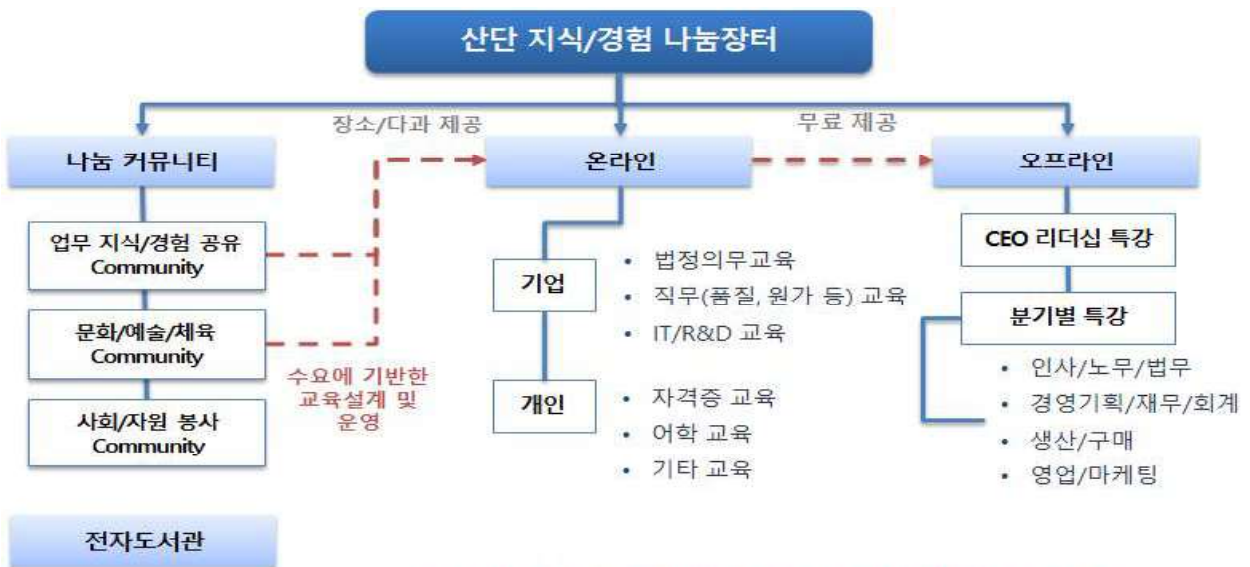 산단 지식/경험 나눔장터
장소/다과 제공
무료 제공
나눔 커뮤니티
온라인
오프라인
업무 지식/경험 공유
Community
문화/예술/체육
Community
사회/자원 봉사
Community
수요에 기반한
교육설계 및
운영
기업
• 법정의무교육
• 직무(품질, 원가 등) 교육
• IT/R&D 교육
개인
• 자격증 교육
• 어학 교육
• 기타 교육
CEO 리더십 특강
분기별 특강
• 인사/노무/법무
• 경영기획/재무/회계
• 생산/구매
• 영업/마케팅
전자도서관